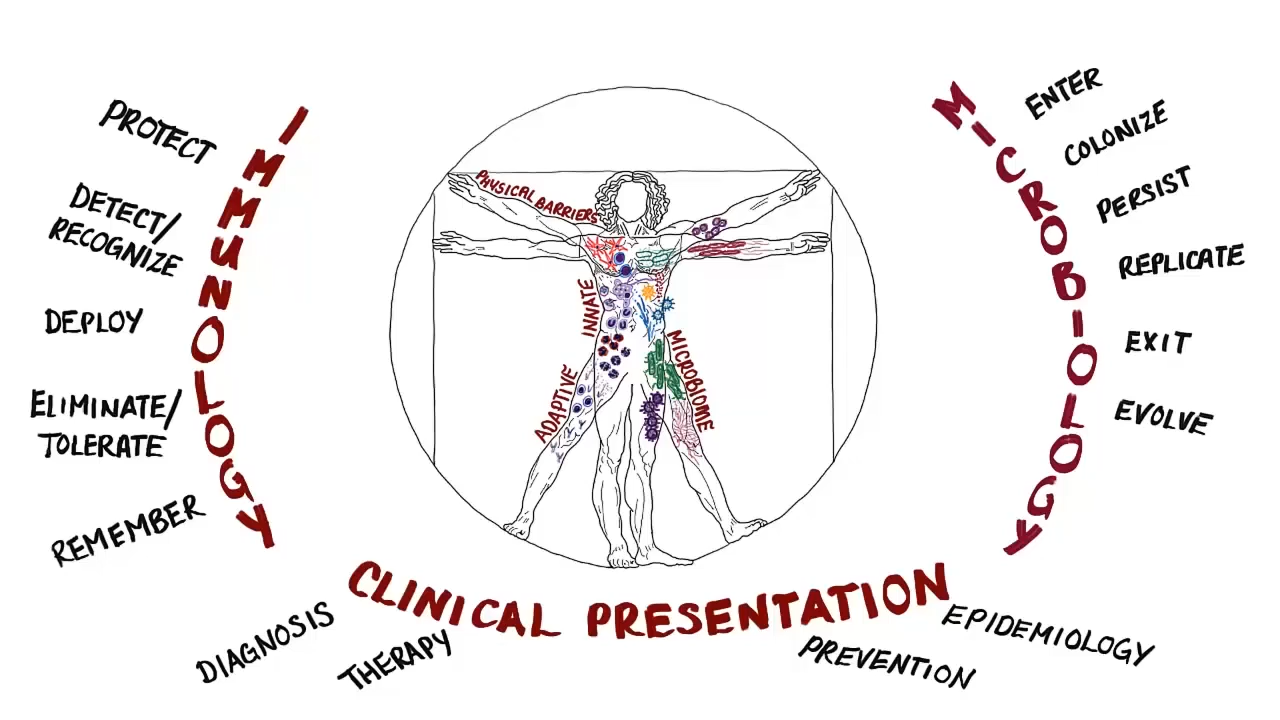 IMMUNOLOGY
PROTECT
DETECT/
RECOGNIZE
DEPLOY
ELIMINATE/
TOLERATE
REMEMBER
PHYSICAL BARRIERS
INNATE
ADAPTIVE
MICROBIOME
MICROBIOLOGY
ENTER
COLONIZE
PERSIST
REPLICATE
EXIT
EVOLVE
CLINICAL PRESENTATION
DIAGNOSIS
THERAPY
PREVENTION
EPIDEMIOLOGY